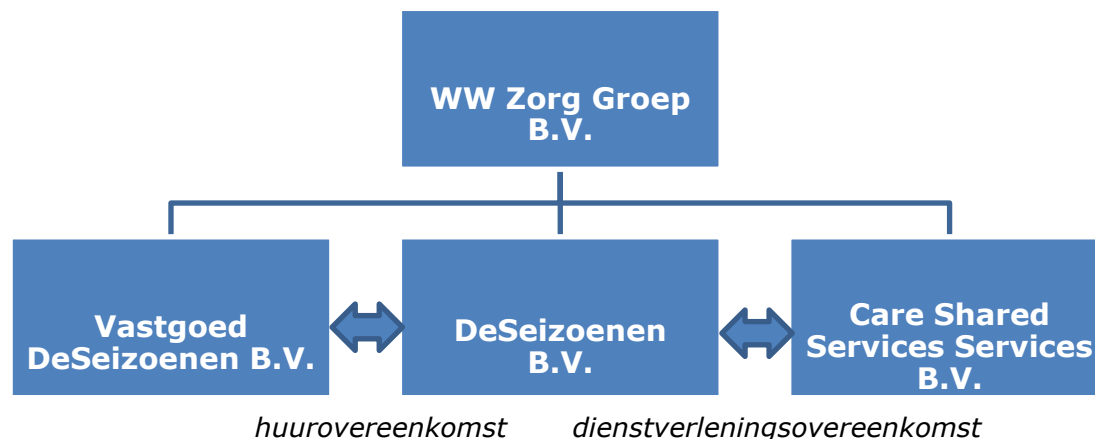 WW Zorg Groep
B.V.
Vastgoed
DeSeizoenen B.V.
DeSeizoenen
B.V.
Care Shared
Services Services
B.V.
huurovereenkomst
dienstverleningsovereenkomst